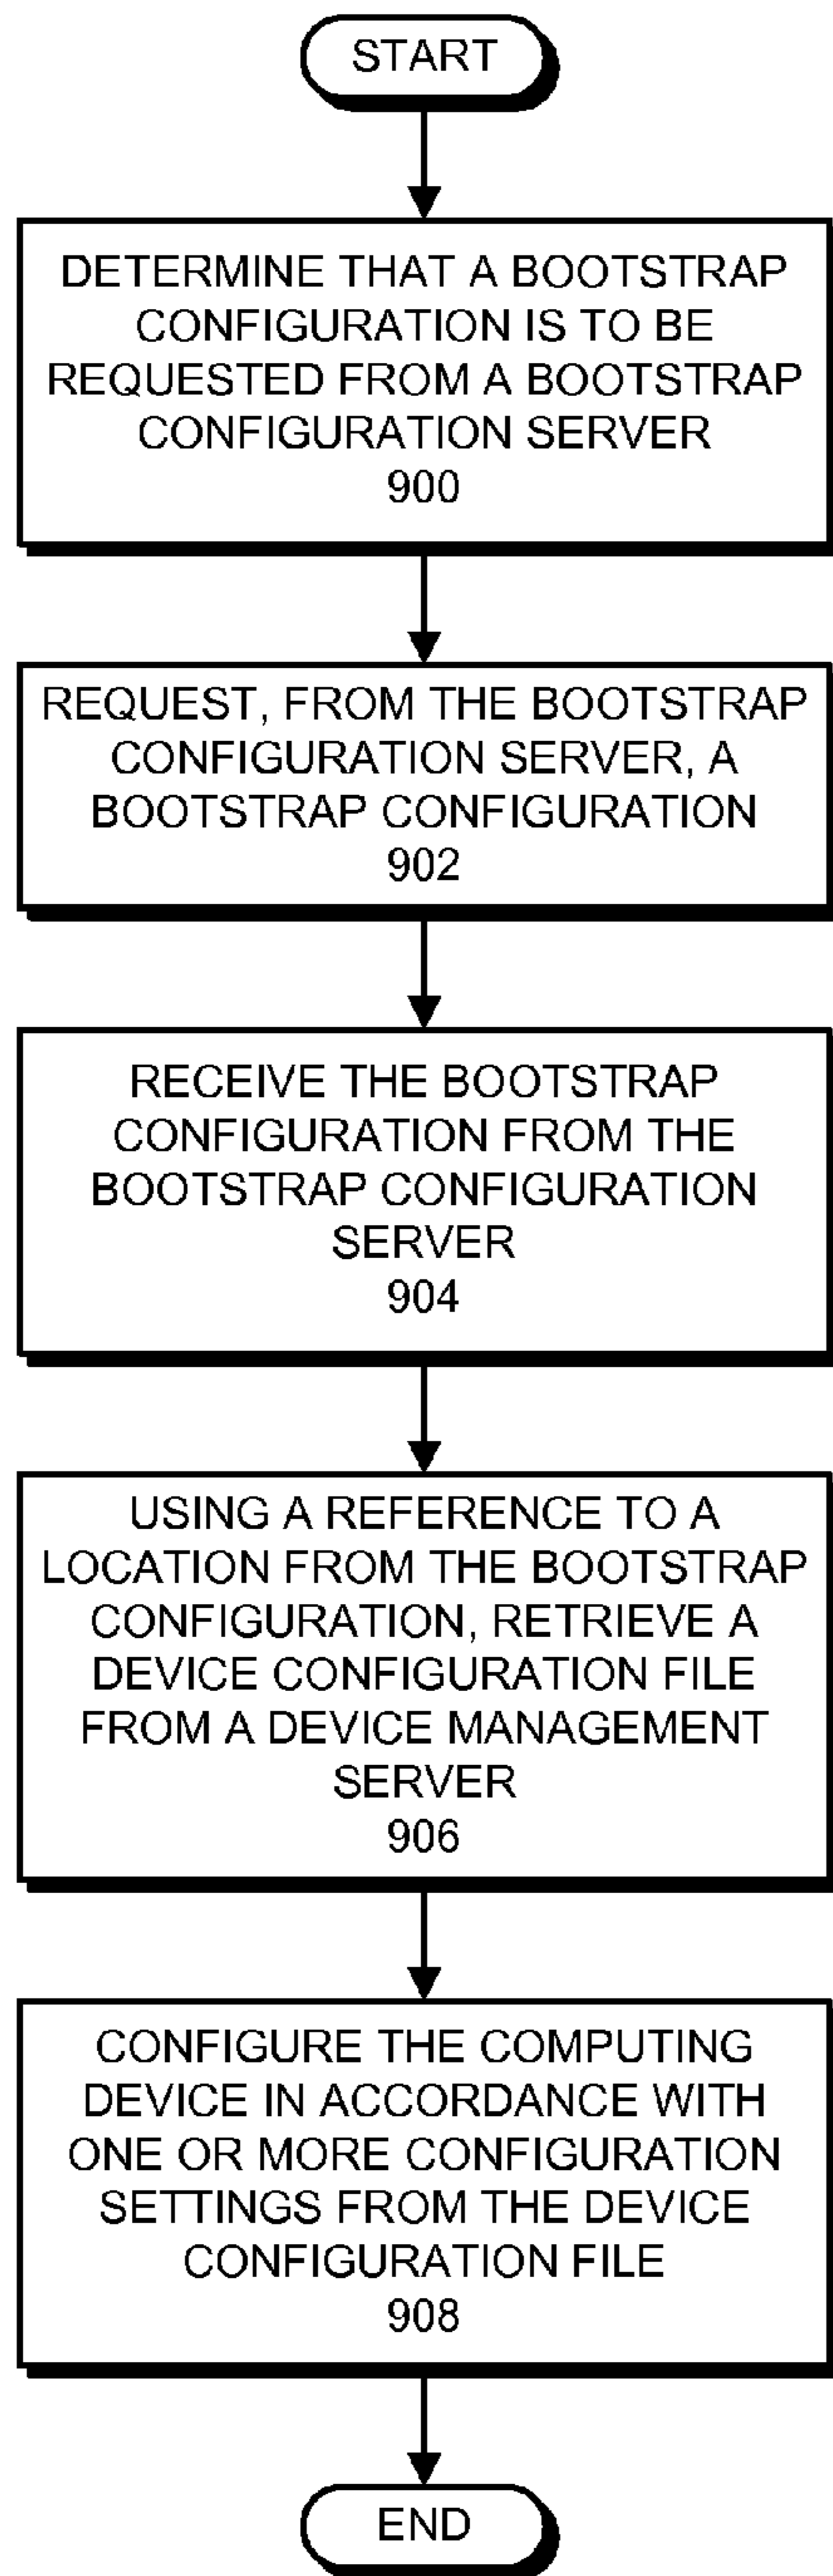 START
DETERMINE THAT A BOOTSTRAP
CONFIGURATION IS TO BE
REQUESTED FROM A BOOTSTRAP
CONFIGURATION SERVER
900
REQUEST, FROM THE BOOTSTRAP
CONFIGURATION SERVER, A
BOOTSTRAP CONFIGURATION
902
RECEIVE THE BOOTSTRAP
CONFIGURATION FROM THE
BOOTSTRAP CONFIGURATION
SERVER
904
USING A REFERENCE TO A
LOCATION FROM THE BOOTSTRAP
CONFIGURATION, RETRIEVE A
DEVICE CONFIGURATION FILE
FROM A DEVICE MANAGEMENT
SERVER
906
CONFIGURE THE COMPUTING
DEVICE IN ACCORDANCE WITH
ONE OR MORE CONFIGURATION
SETTINGS FROM THE DEVICE
CONFIGURATION FILE
908
END